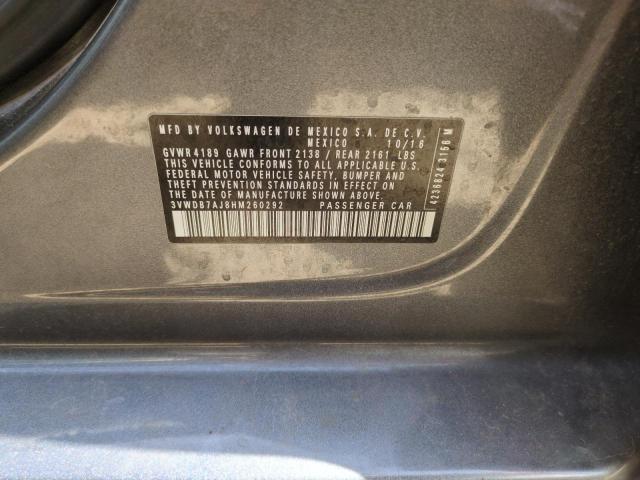 MFD BY VOLKSWAGEN DE MEXICO S.A. DE C.V.
MEXICO 10/16
GVWR 4189 GAWR FRONT 2138 / REAR 2161 LBS
THIS VEHICLE CONFORMS TO ALL APPLICABLE U.S.
FEDERAL MOTOR VEHICLE SAFETY, BUMPER AND
THEFT PREVENTION STANDARDS IN EFFECT ON THE
DATE OF MANUFACTURE SHOWN ABOVE.
3VWDB7AJ8HM260292 PASSENGER CAR
4236824 3156 M